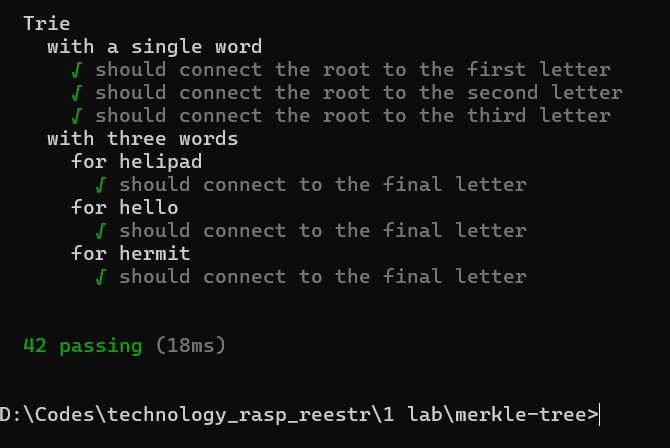 Trie
with a single word
√ should connect the root to the first letter
√ should connect the root to the second letter
√ should connect the root to the third letter
with three words
for helipad
√ should connect to the final letter
for hello
√ should connect to the final letter
for hermit
√ should connect to the final letter
42 passing (18ms)
D:\Codes\technology_rasp_reestr\1 lab\merkle-tree>